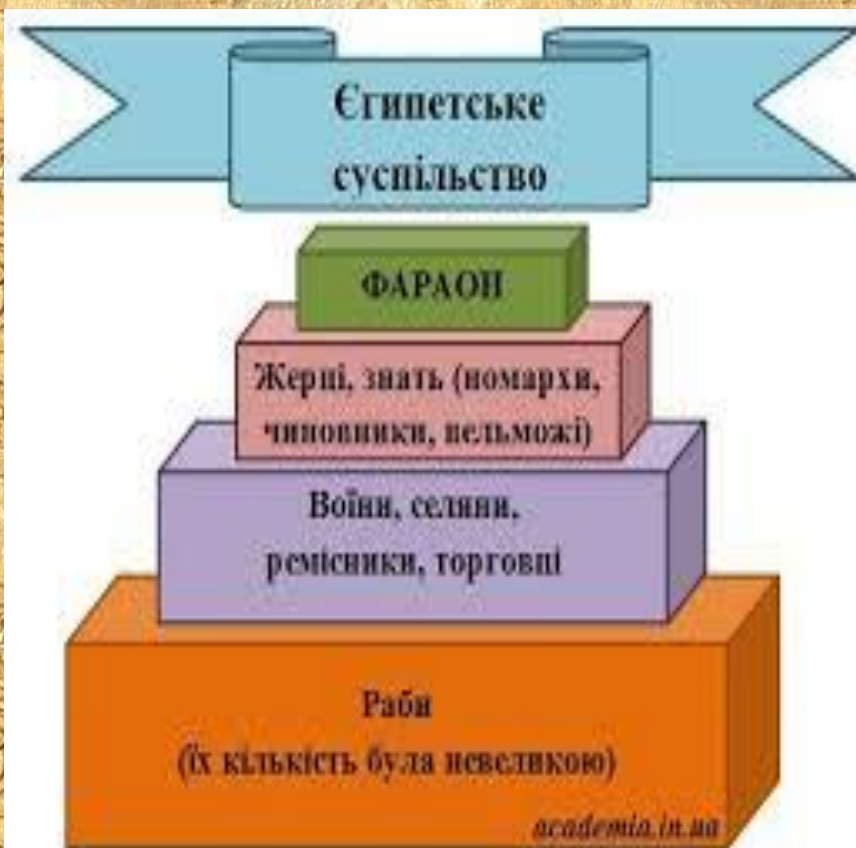 Єгипетське
суспільство
ФАРАОН
Жерці, знать (номархи,
чиновники, вельможі)
Воїни, селяни,
ремісники, торговці
Раби
(їх кількість була невеликою)
academia.in.ua